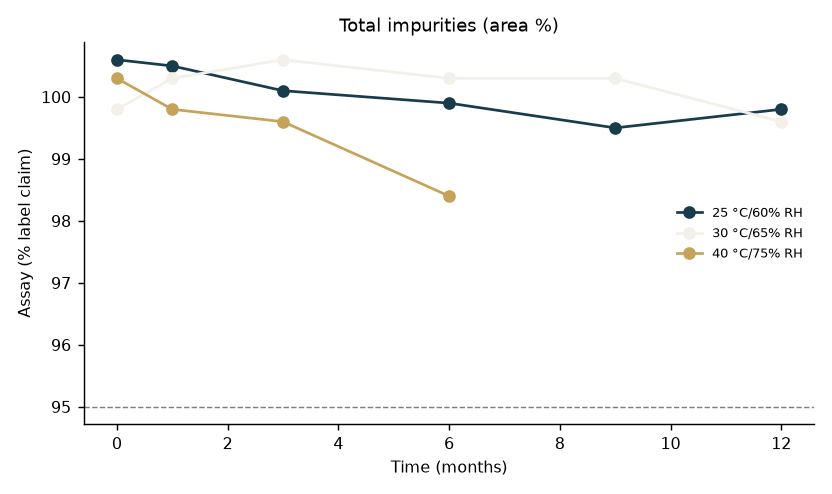 Total impurities (area %)
Assay (% label claim)
100
99
98
97
96
95
25 °C/60% RH
30 °C/65% RH
40 °C/75% RH
0 2 4 6 8 10 12
Time (months)